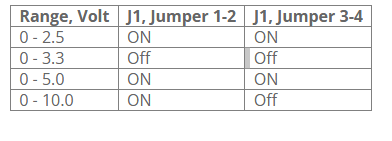 Range, Volt J1, Jumper 1-2 J1, Jumper 3-4
0 - 2.5 ON ON
0 - 3.3 Off Off
0 - 5.0 ON ON
0 - 10.0 ON Off